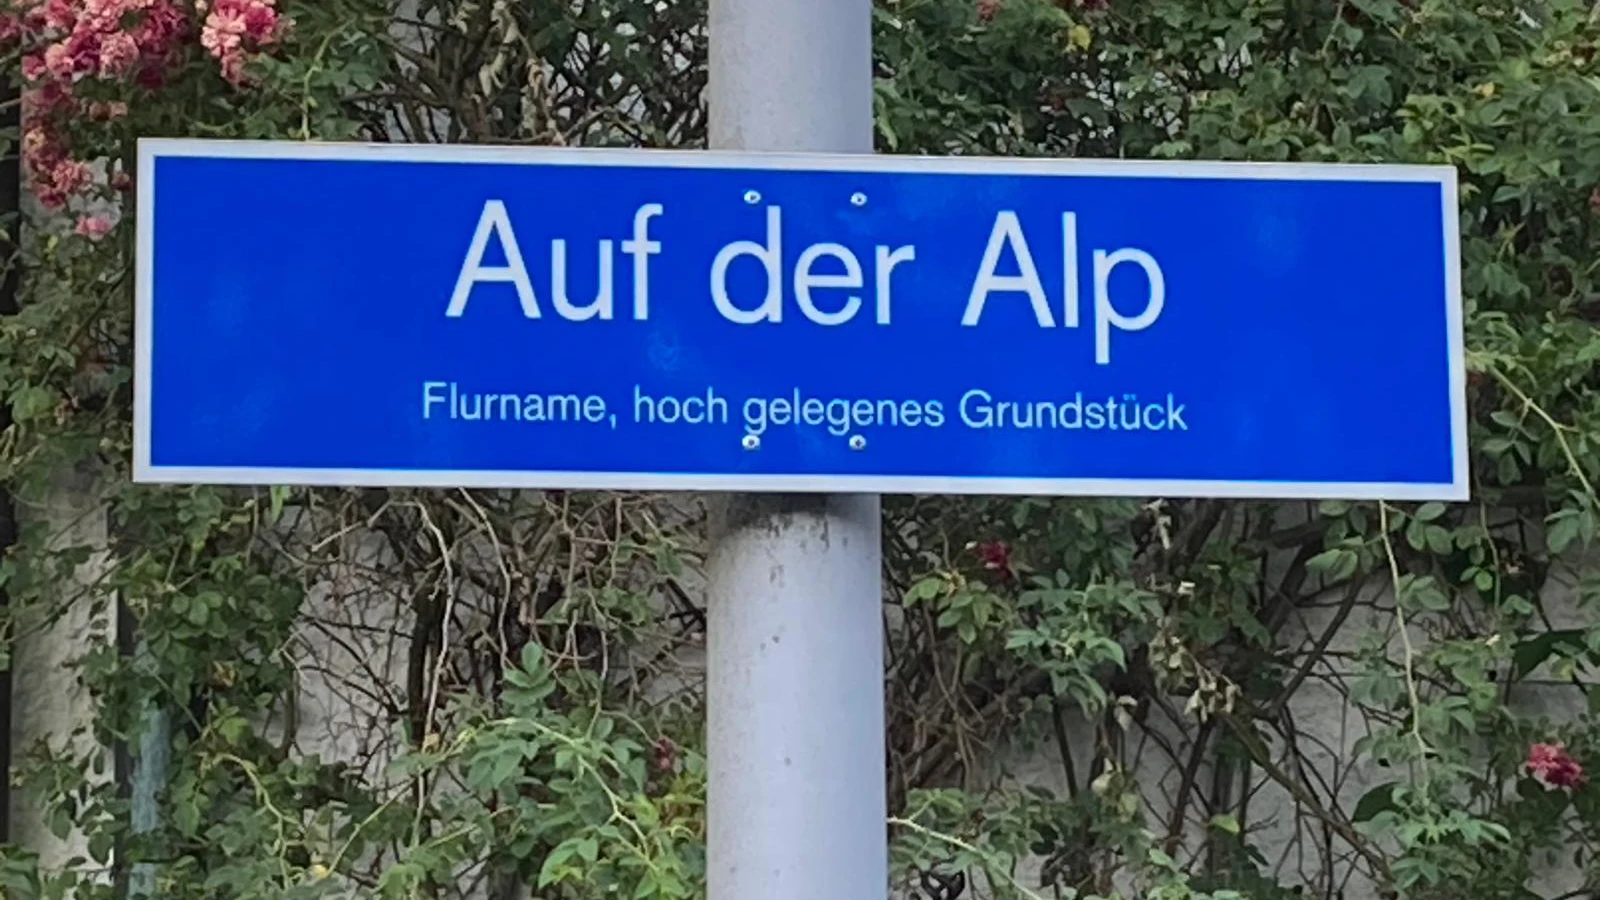 Auf der Alp
Flurname, hoch gelegenes Grundstück